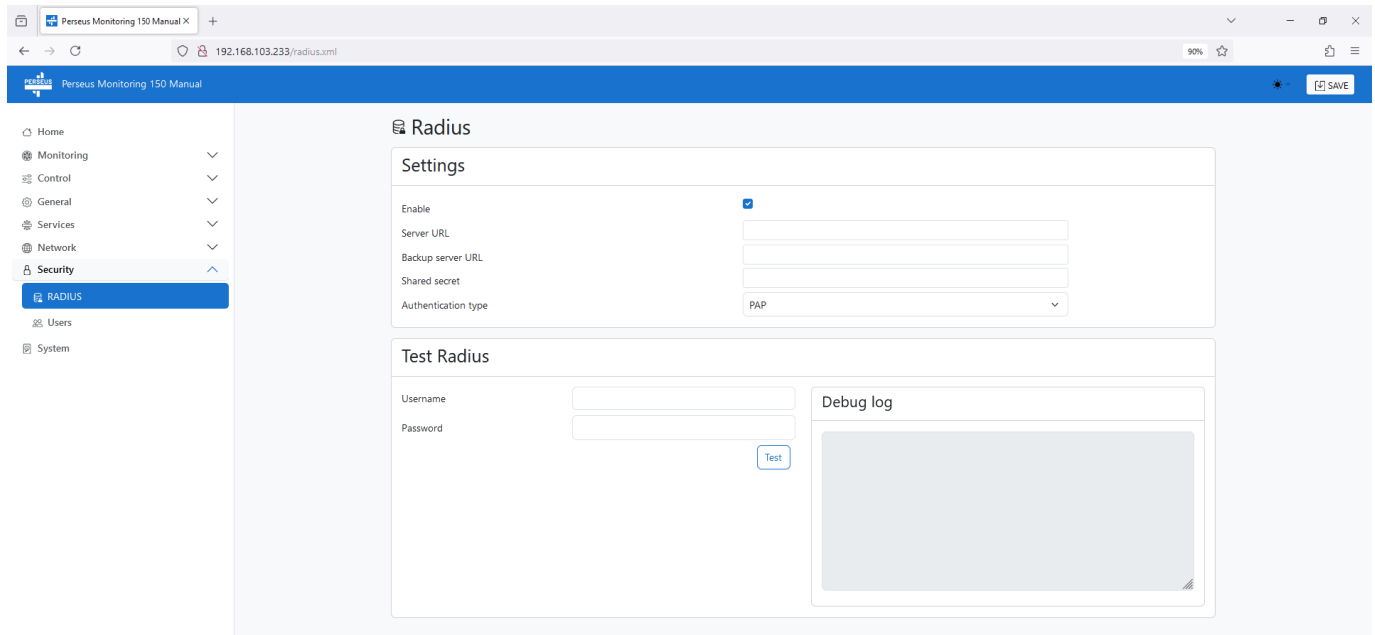 Perseus Monitoring 150 Manual
192.168.103.233/radius.xml
90%
PERSEUS
Perseus Monitoring 150 Manual
SAVE
Home
Monitoring
Control
General
Services
Network
Security
RADIUS
Users
System
Radius
Settings
Enable
Server URL
Backup server URL
Shared secret
Authentication type
PAP
Test Radius
Username
Password
Test
Debug log